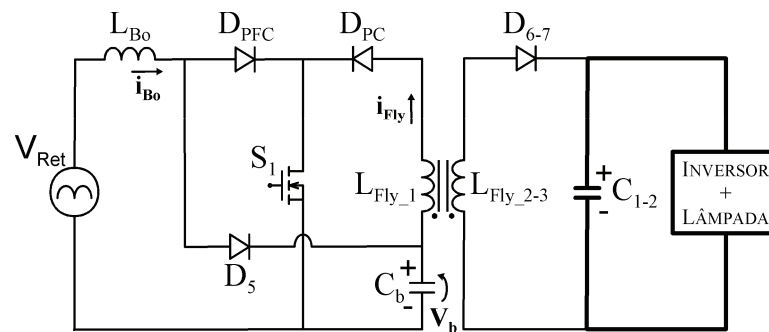 L_Bo
D_PFC
D_PC
D_6-7
i_Bo
i_Fly
V_Ret
S_1
L_Fly_1
L_Fly_2-3
+
C_1-2
-
INVERSOR
+
LÂMPADA
D_5
+
C_b
-
V_b